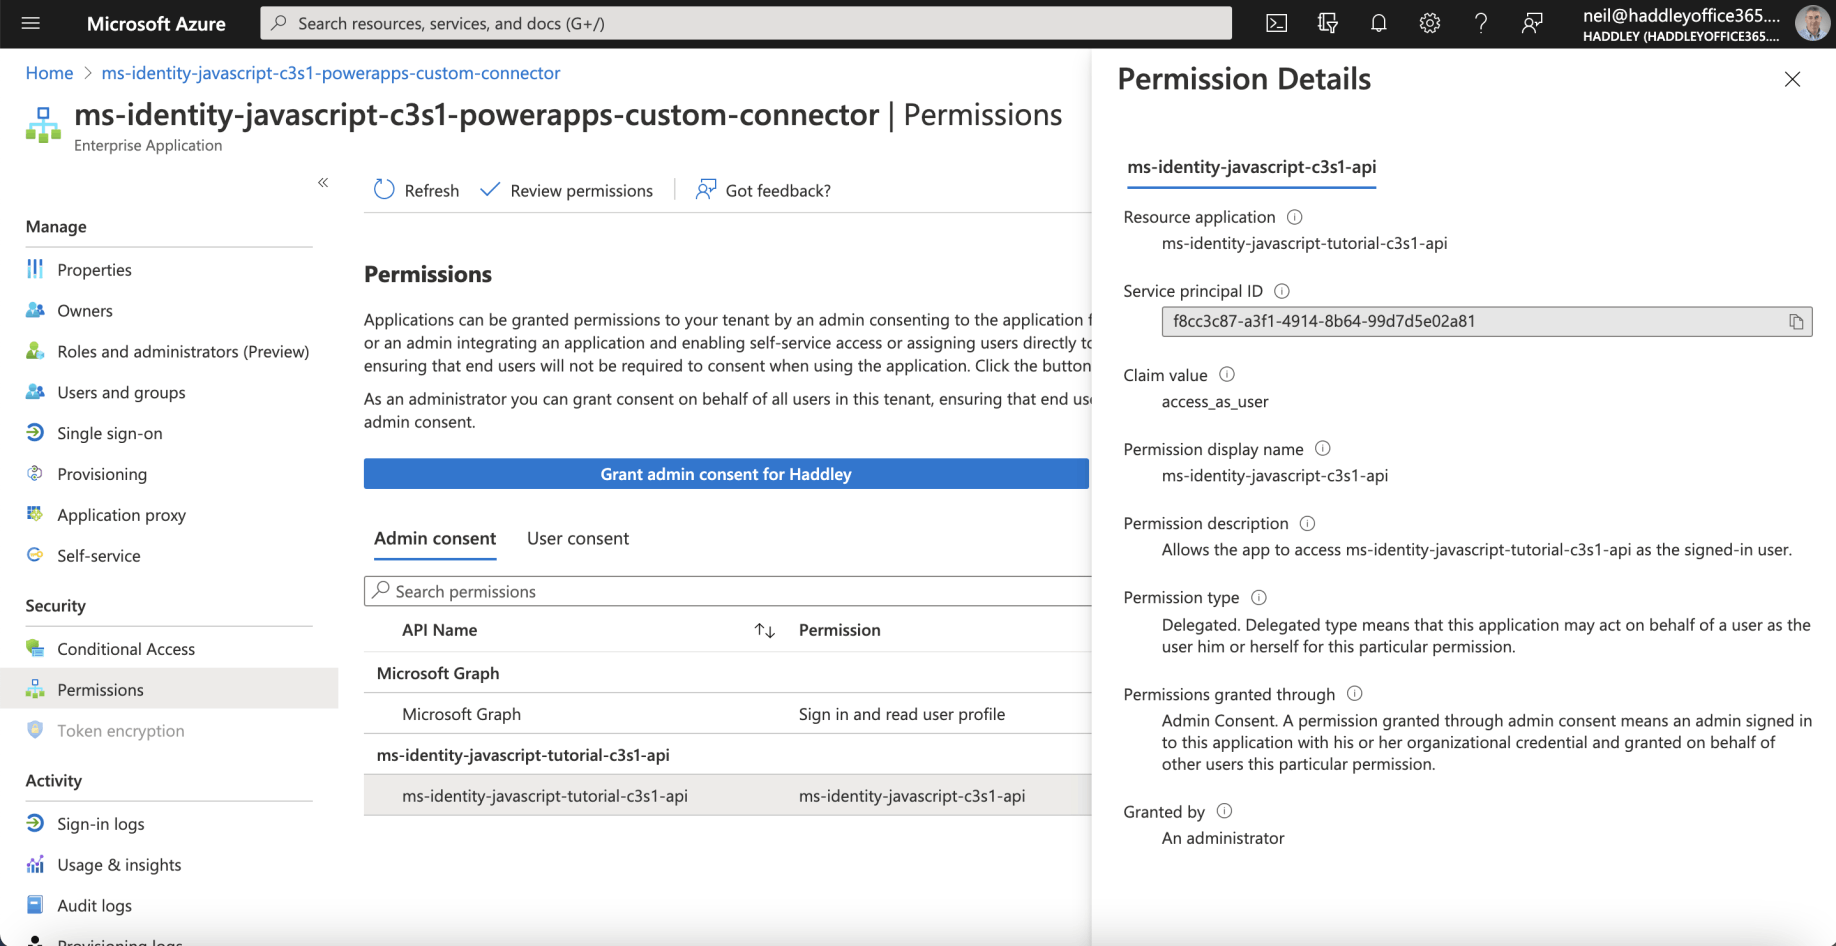 Microsoft Azure
Search resources, services, and docs (G+/)
neil@haddleyoffice365....
HADDLEY (HADDLEYOFFICE365....
Home > ms-identity-javascript-c3s1-powerapps-custom-connector
ms-identity-javascript-c3s1-powerapps-custom-connector | Permissions
Enterprise Application
«
Manage
Properties
Owners
Roles and administrators (Preview)
Users and groups
Single sign-on
Provisioning
Application proxy
Self-service
Security
Conditional Access
Permissions
Token encryption
Activity
Sign-in logs
Usage & insights
Audit logs
Provisioning logs
Refresh
Review permissions
Got feedback?
Permissions
Applications can be granted permissions to your tenant by an admin consenting to the application f
or an admin integrating an application and enabling self-service access or assigning users directly to
ensuring that end users will not be required to consent when using the application. Click the button
As an administrator you can grant consent on behalf of all users in this tenant, ensuring that end use
admin consent.
Grant admin consent for Haddley
Admin consent User consent
Search permissions
API Name Permission
Microsoft Graph
Microsoft Graph Sign in and read user profile
ms-identity-javascript-tutorial-c3s1-api
ms-identity-javascript-tutorial-c3s1-api ms-identity-javascript-c3s1-api
Permission Details
ms-identity-javascript-c3s1-api
Resource application
ms-identity-javascript-tutorial-c3s1-api
Service principal ID
f8cc3c87-a3f1-4914-8b64-99d7d5e02a81
Claim value
access_as_user
Permission display name
ms-identity-javascript-c3s1-api
Permission description
Allows the app to access ms-identity-javascript-tutorial-c3s1-api as the signed-in user.
Permission type
Delegated. Delegated type means that this application may act on behalf of a user as the
user him or herself for this particular permission.
Permissions granted through
Admin Consent. A permission granted through admin consent means an admin signed in
to this application with his or her organizational credential and granted on behalf of
other users this particular permission.
Granted by
An administrator